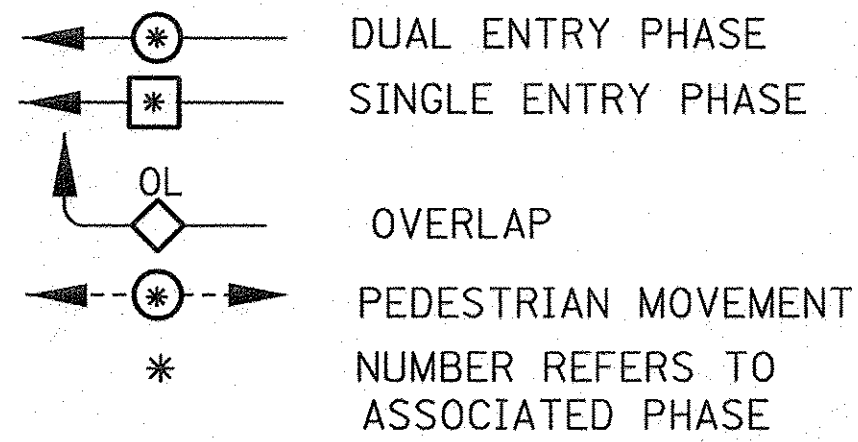 * DUAL ENTRY PHASE
* SINGLE ENTRY PHASE
OL
OVERLAP
* PEDESTRIAN MOVEMENT
* NUMBER REFERS TO
ASSOCIATED PHASE